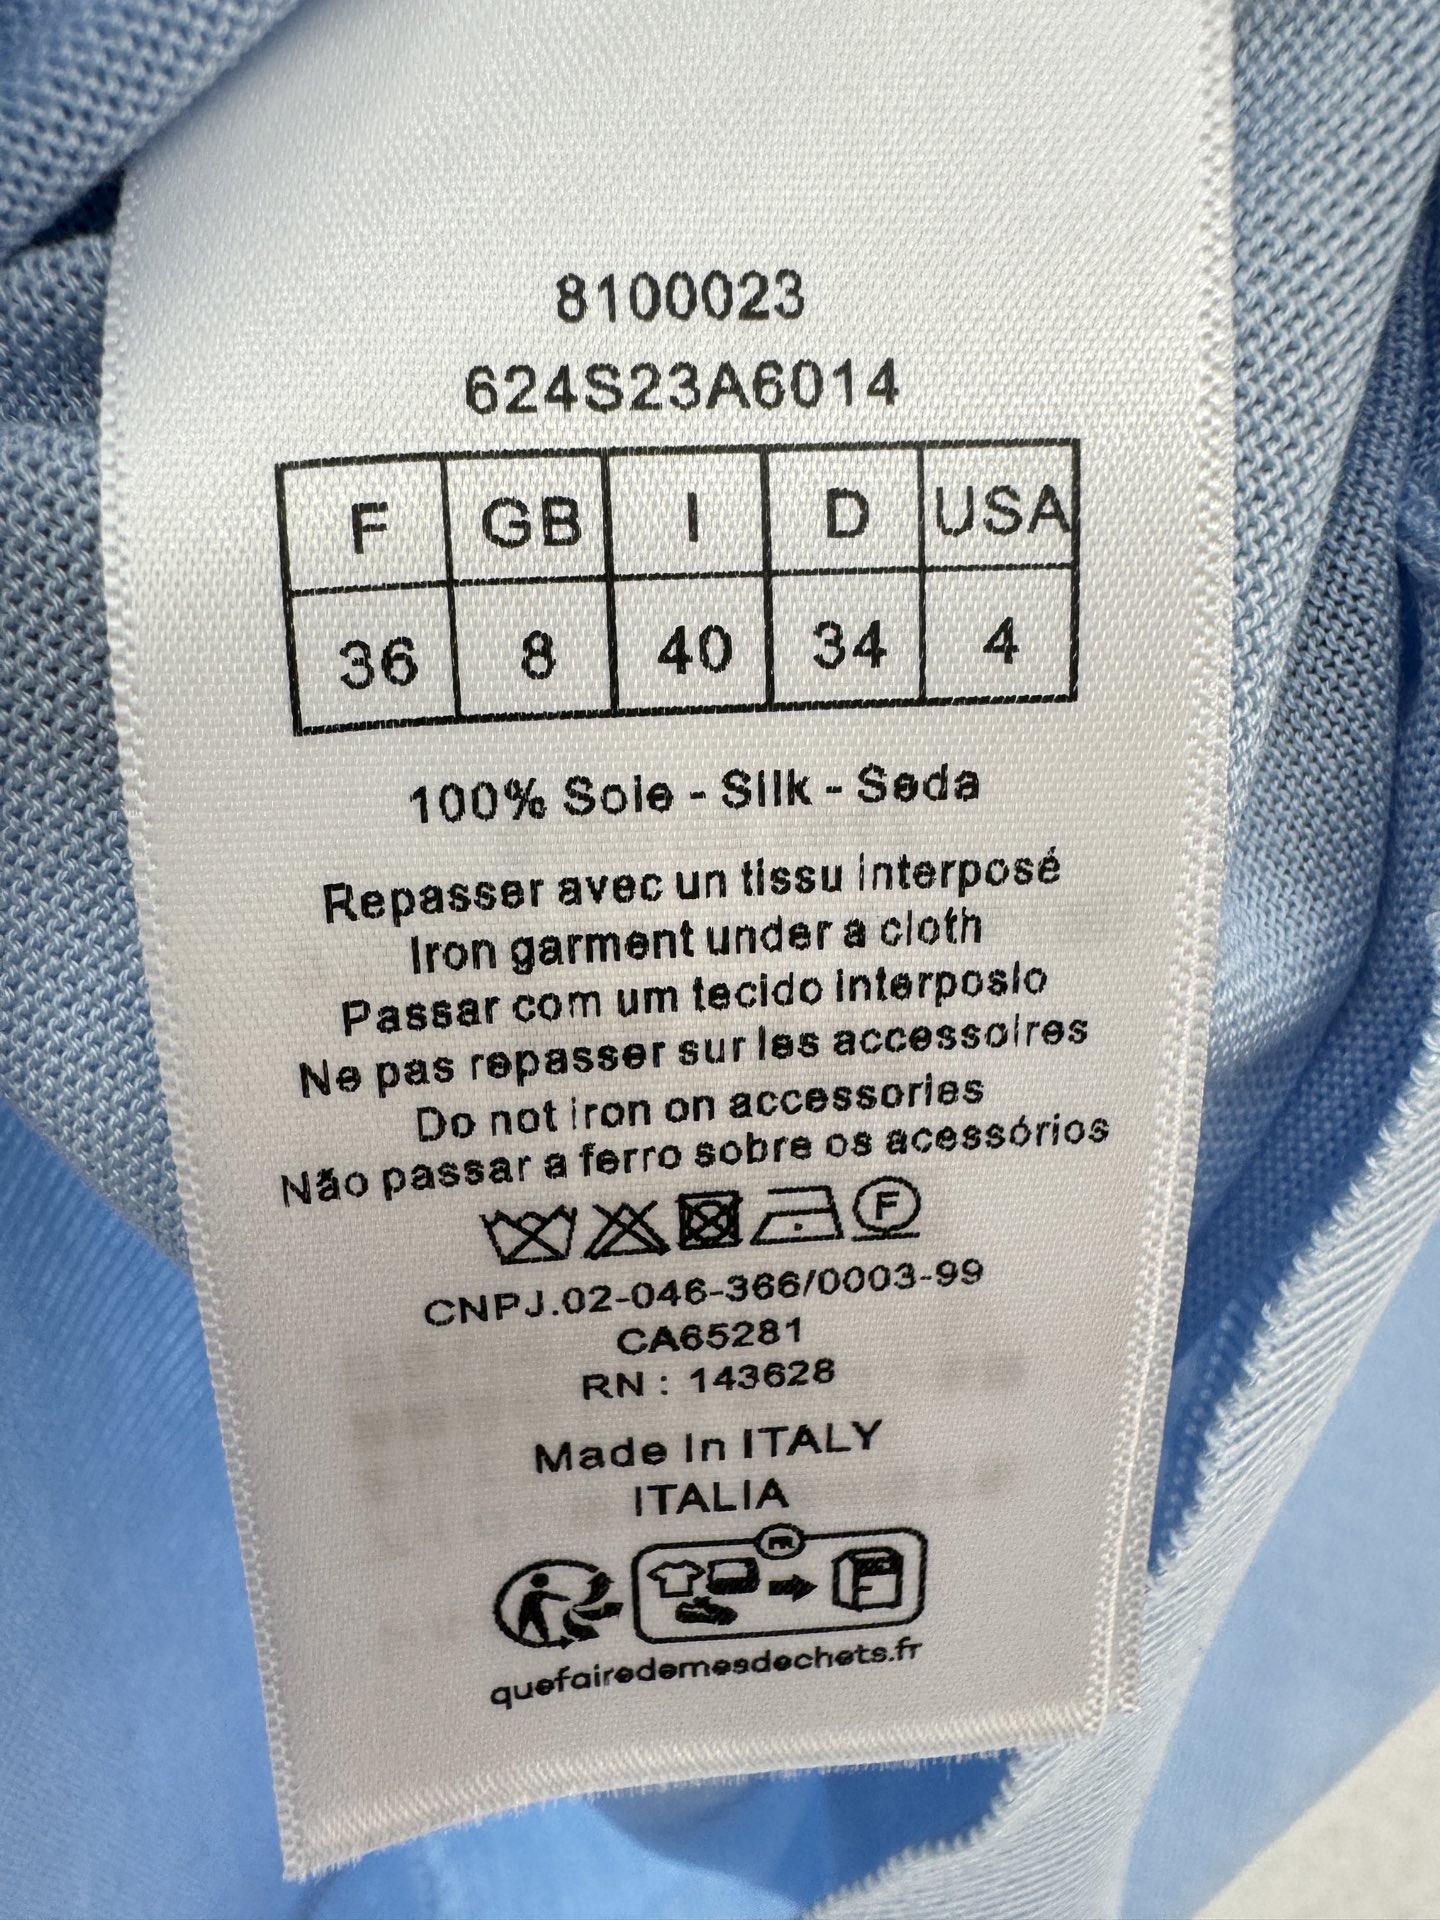 8100023
624S23A6014
F GB I D USA
36 8 40 34 4
100% Soie - Silk - Seda
Repasser avec un tissu interposé
Iron garment under a cloth
Passar com um tecido interposio
Ne pas repasser sur les accessoires
Do not iron on accessories
Não passar a ferro sobre os acessórios
F
CNPJ.02-046-366/0003-99
CA65281
RN : 143628
Made in ITALY
ITALIA
FR
quefairedemesdechets.fr